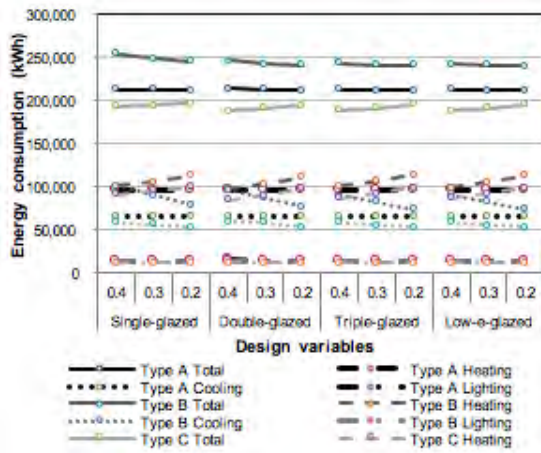 300,000
250,000
200,000
150,000
100,000
50,000
0
Energy consumption (kWh)
0.4 0.3 0.2 0.4 0.3 0.2 0.4 0.3 0.2 0.4 0.3 0.2
Single-glazed Double-glazed Triple-glazed Low-e-glazed
Design variables
Type A Total Type A Heating
Type A Cooling Type A Lighting
Type B Total Type B Heating
Type B Cooling Type B Lighting
Type C Total Type C Heating